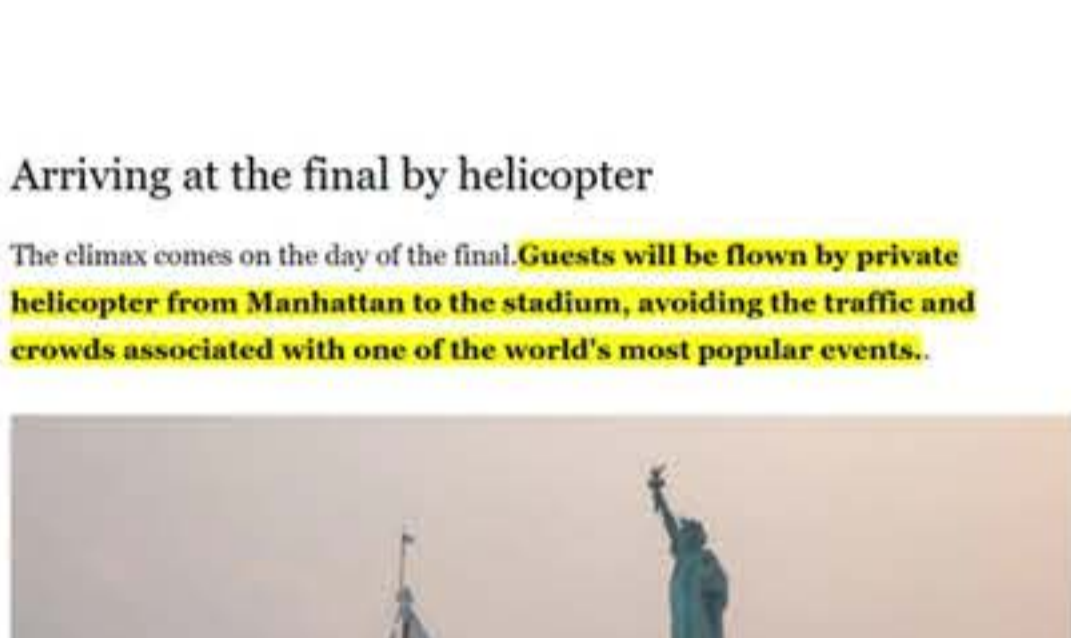 Arriving at the final by helicopter
The climax comes on the day of the final.Guests will be flown by private
helicopter from Manhattan to the stadium, avoiding the traffic and
crowds associated with one of the world's most popular events..